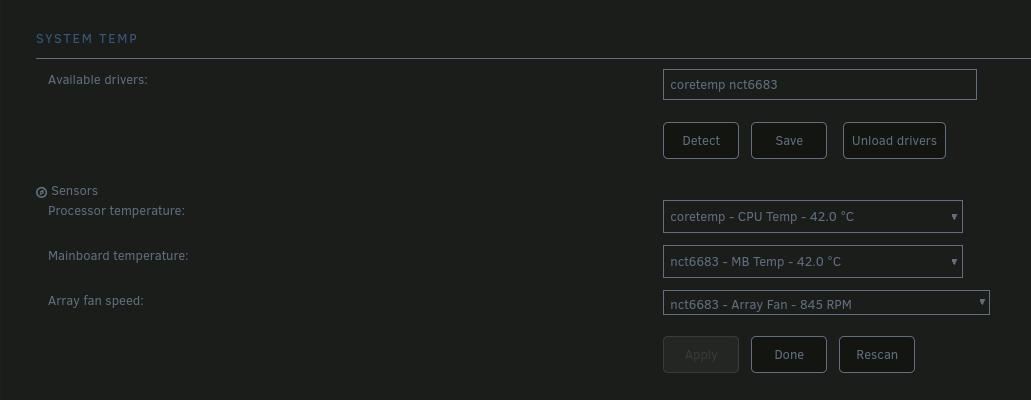 SYSTEM TEMP
Available drivers:
coretemp nct6683
Detect Save Unload drivers
Sensors
Processor temperature:
coretemp - CPU Temp - 42.0 °C
Mainboard temperature:
nct6683 - MB Temp - 42.0 °C
Array fan speed:
nct6683 - Array Fan - 845 RPM
Apply Done Rescan